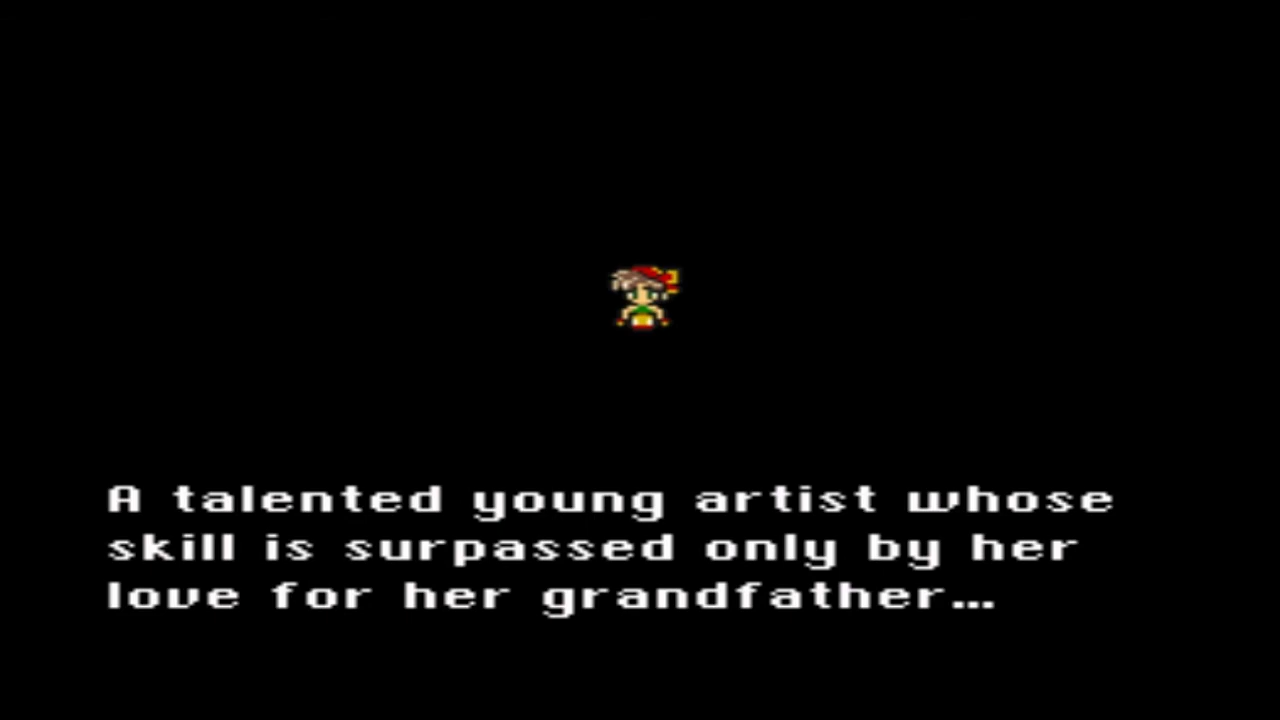 A talented young artist whose
skill is surpassed only by her
love for her grandfather...